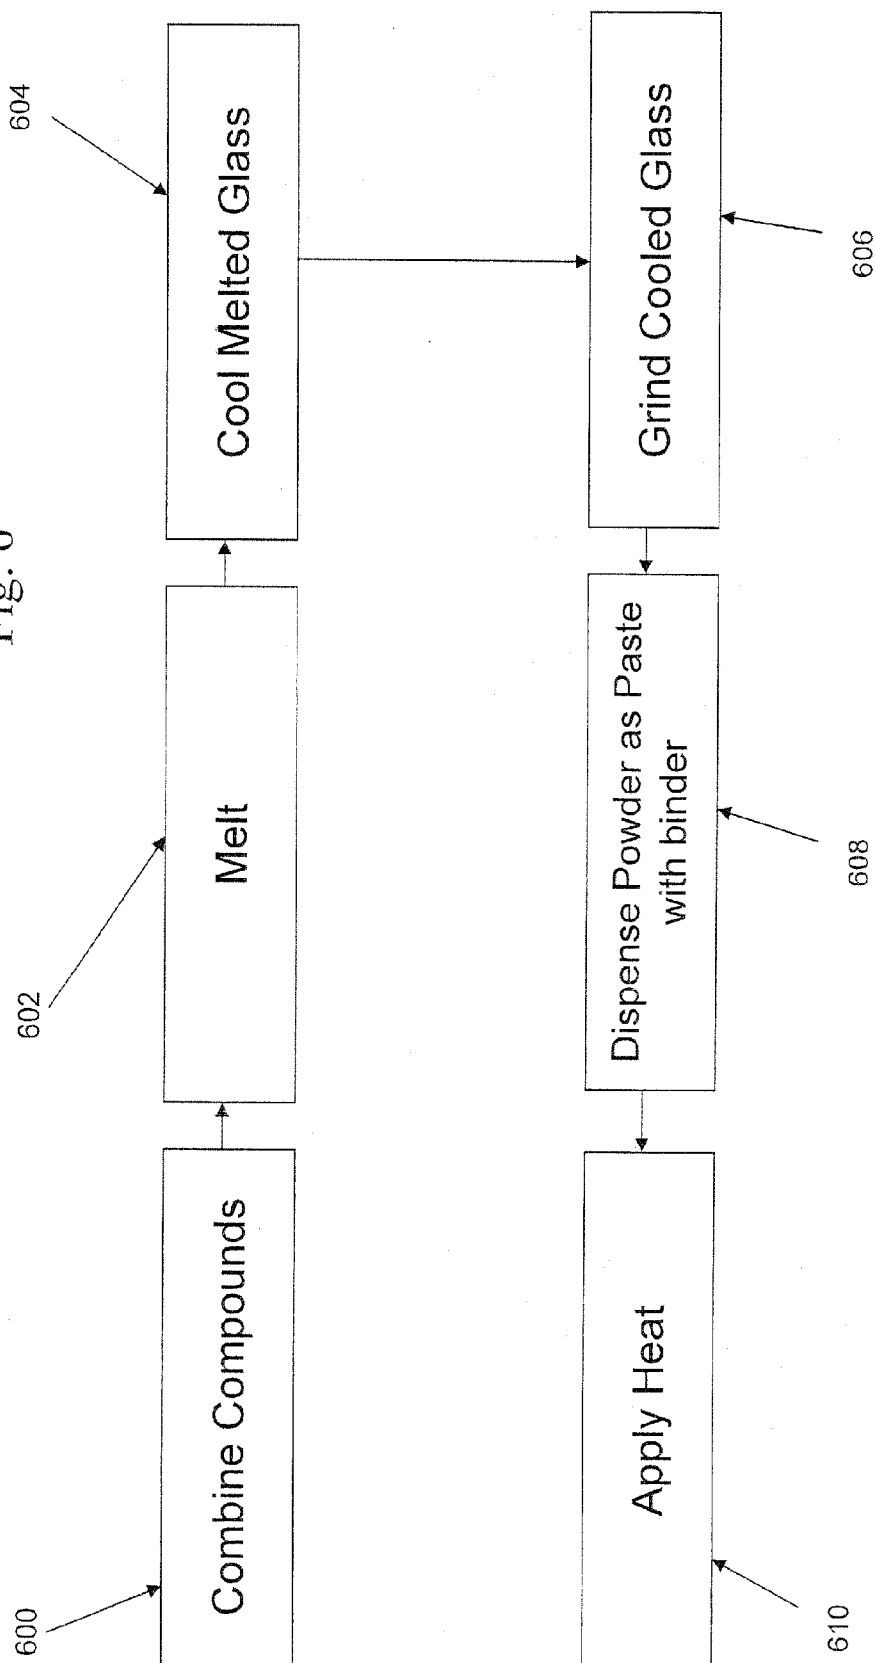 Fig. 6
600
Combine Compounds
602
Melt
604
Cool Melted Glass
606
Grind Cooled Glass
608
Dispense Powder as Paste
with binder
610
Apply Heat